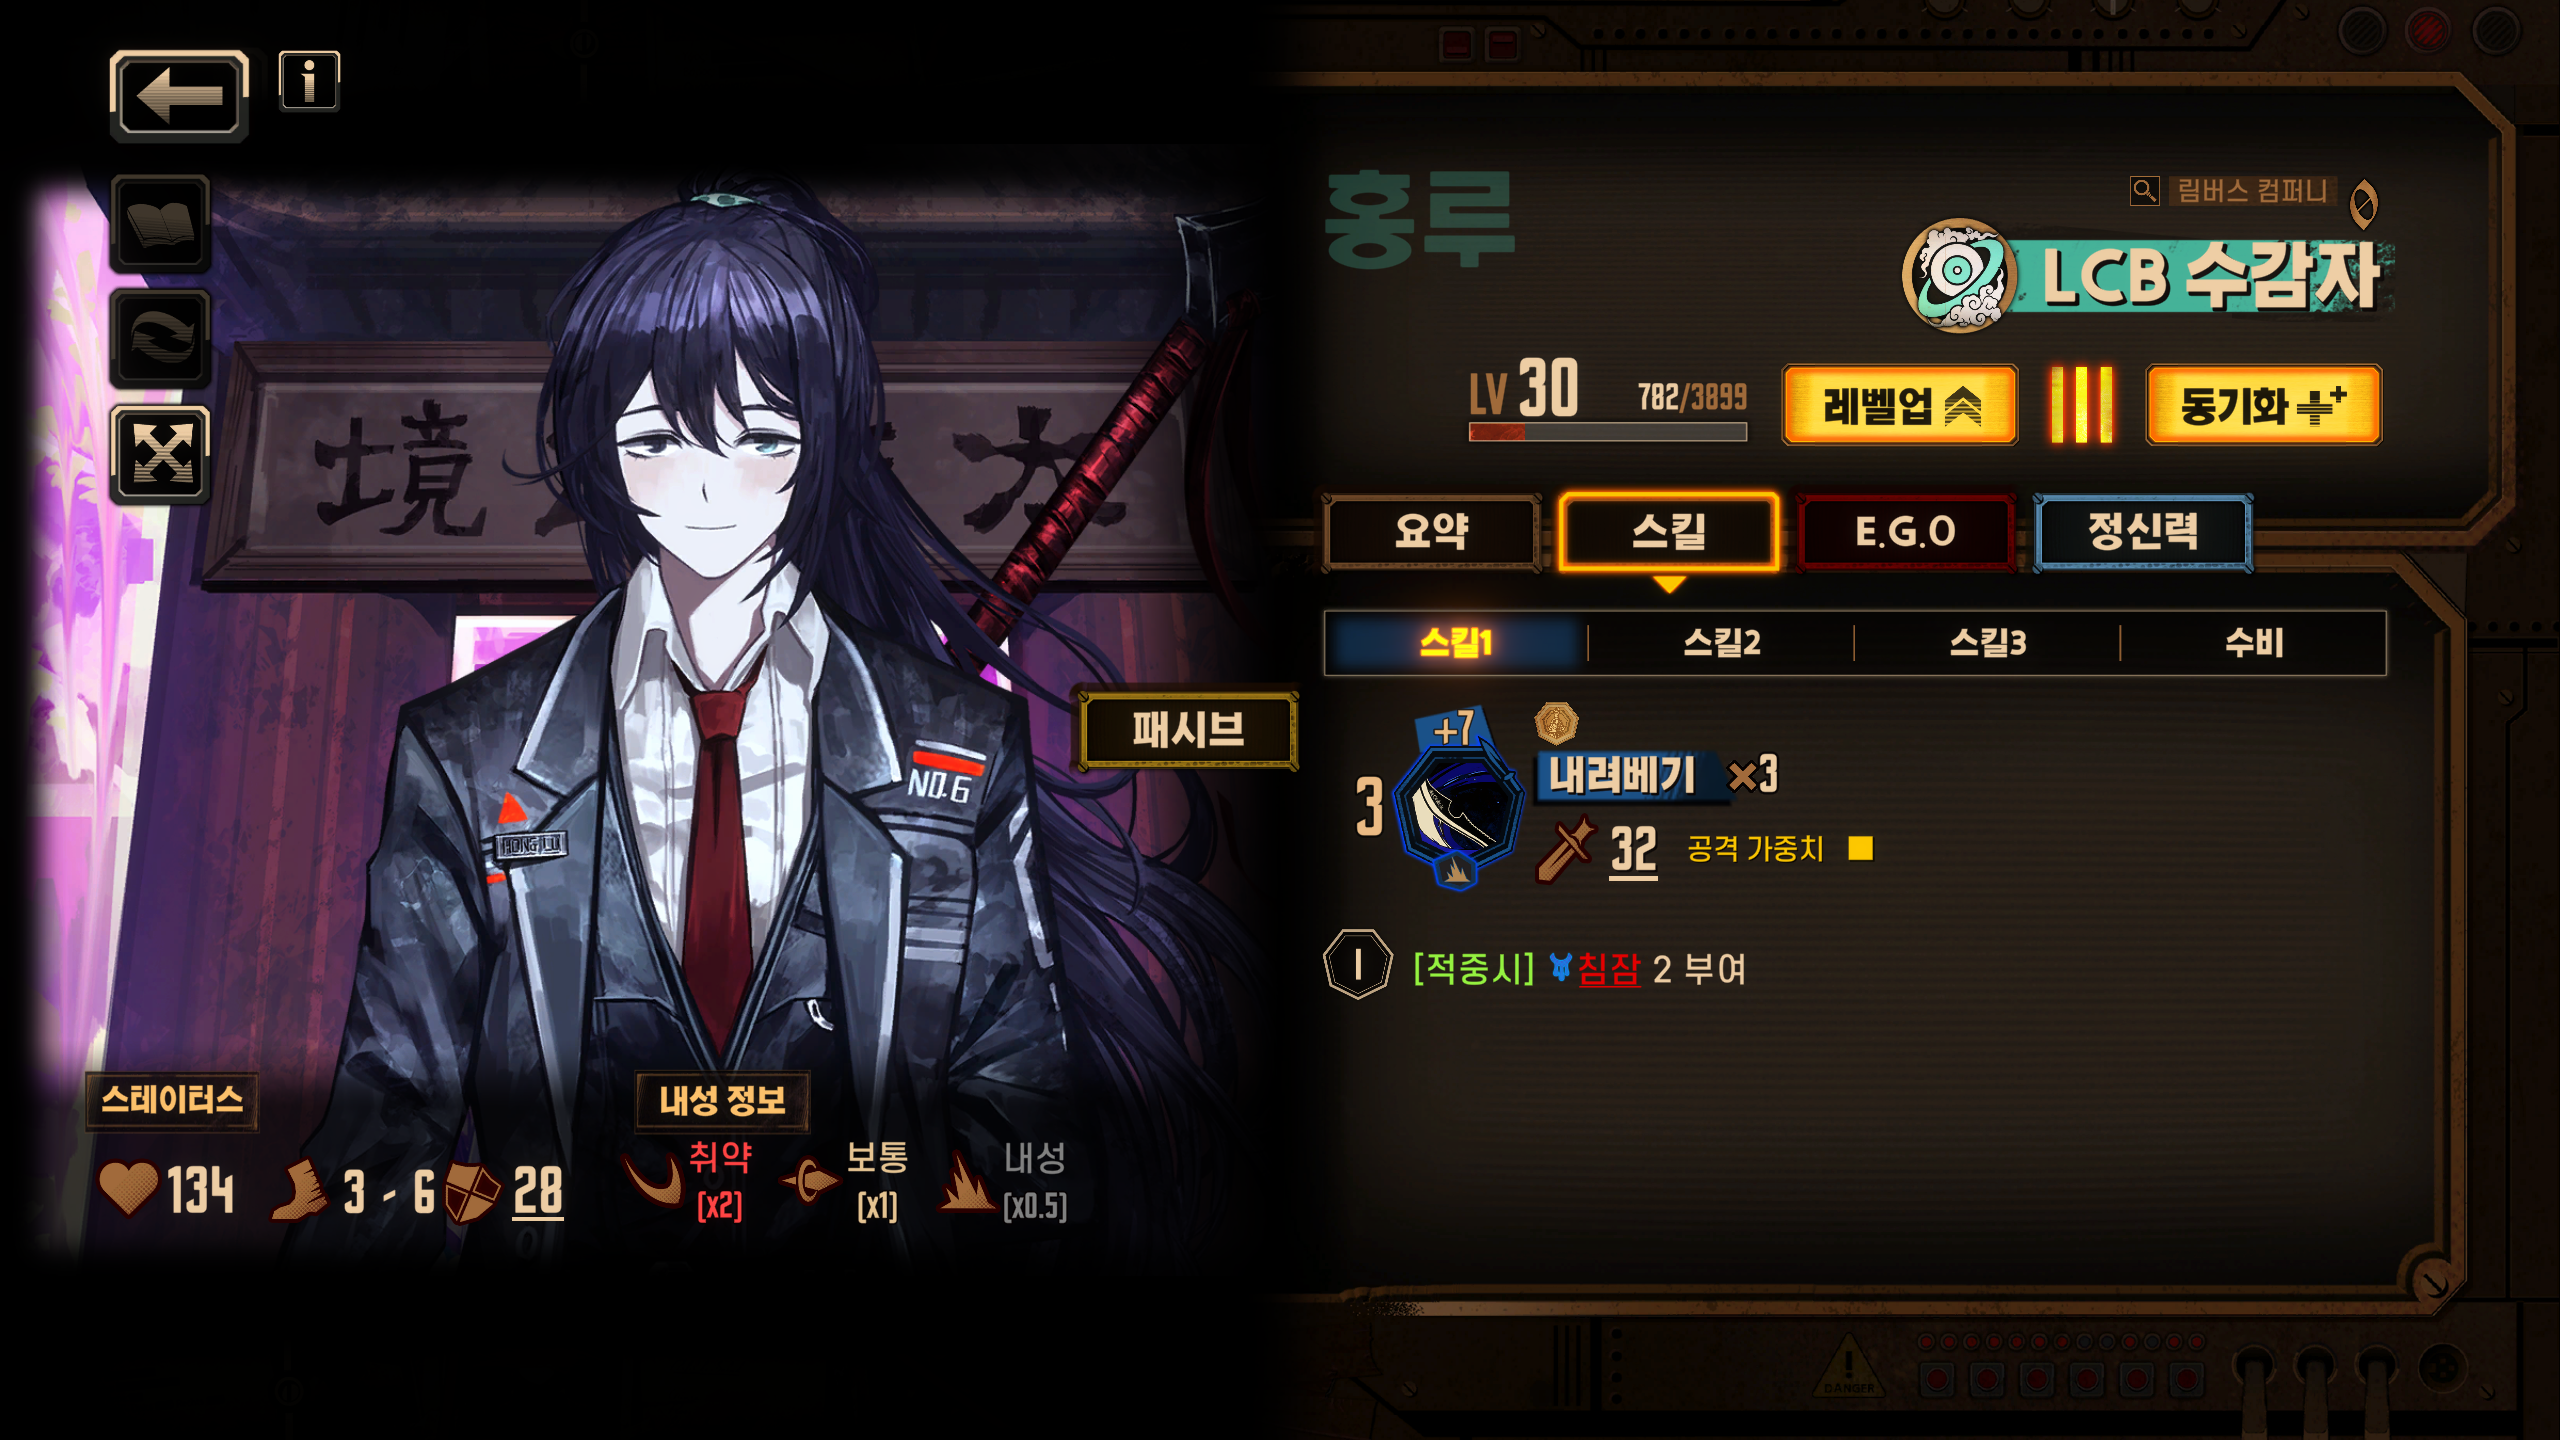 홍루
림버스 컴퍼니
LCB 수감자
LV 30
782/3899
레벨업
동기화
요약
스킬
E.G.O
정신력
스킬1
스킬2
스킬3
수비
패시브
+7
3
내려베기 ×3
32
공격 가중치
I
[적중시] 침잠 2 부여
境
太
NO.6
HONG LU
스테이터스
134
3 - 6
28
내성 정보
취약
[x2]
보통
[x1]
내성
[x0.5]
DANGER